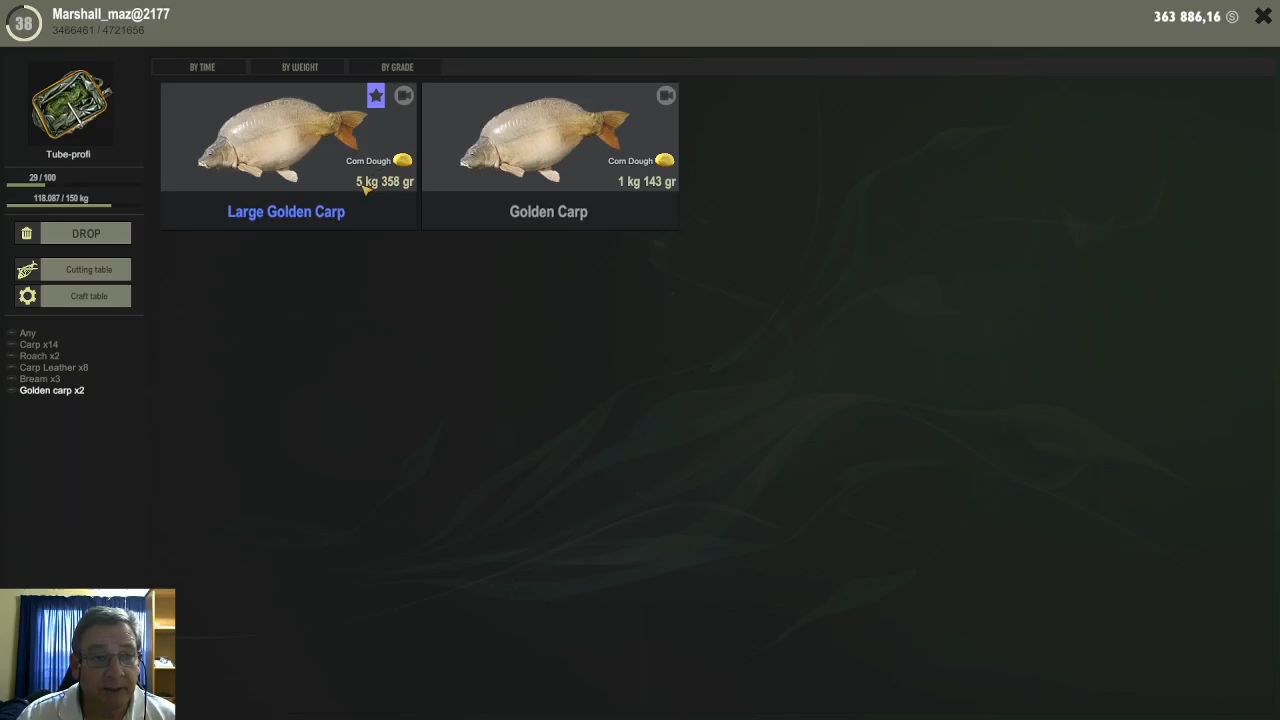 38
Marshall_maz@2177
3466461 / 4721656
363 886,16 S
Tube-profi
29 / 100
118.087 / 150 kg
DROP
Cutting table
Craft table
Any
Carp x14
Roach x2
Carp Leather x8
Bream x3
Golden carp x2
BY TIME
BY WEIGHT
BY GRADE
Corn Dough
5 kg 358 gr
Large Golden Carp
Corn Dough
1 kg 143 gr
Golden Carp